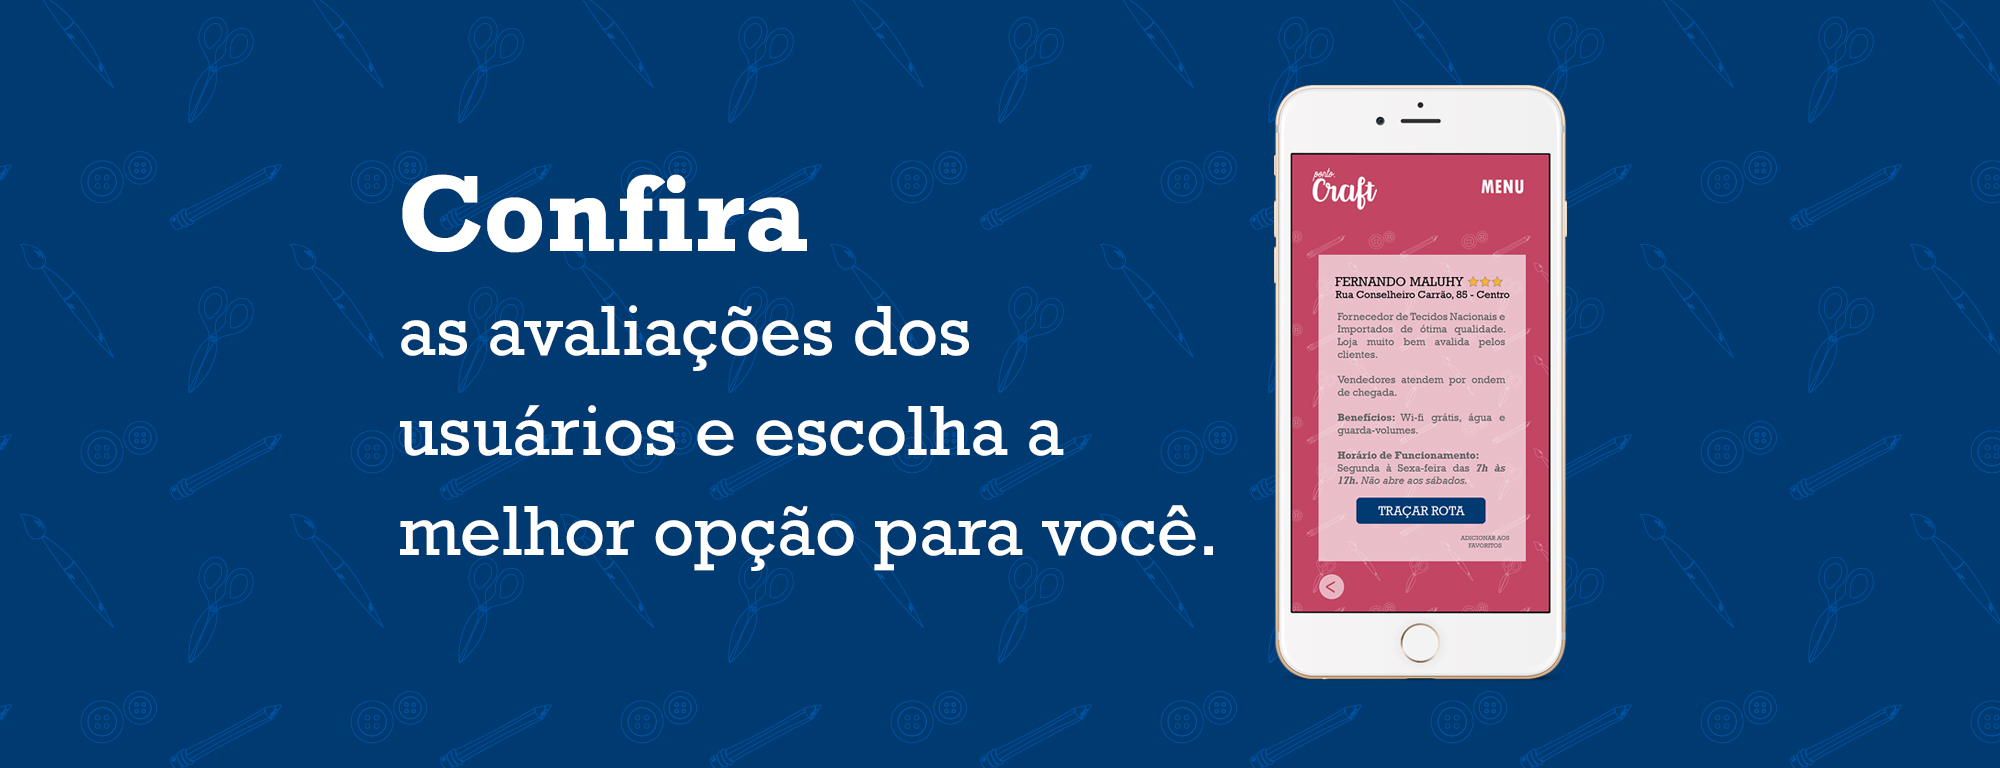 Confira
as avaliações dos
usuários e escolha a
melhor opção para você.
ponto.
Craft
MENU
FERNANDO MALUHY
Rua Conselheiro Carrão, 85 - Centro
Fornecedor de Tecidos Nacionais e
Importados de ótima qualidade.
Loja muito bem avalida pelos
clientes.
Vendedores atendem por ondem
de chegada.
Benefícios: Wi-fi grátis, água e
guarda-volumes.
Horário de Funcionamento:
Segunda à Sexa-feira das 7h às
17h. Não abre aos sábados.
TRAÇAR ROTA
ADICIONAR AOS
FAVORITOS
<